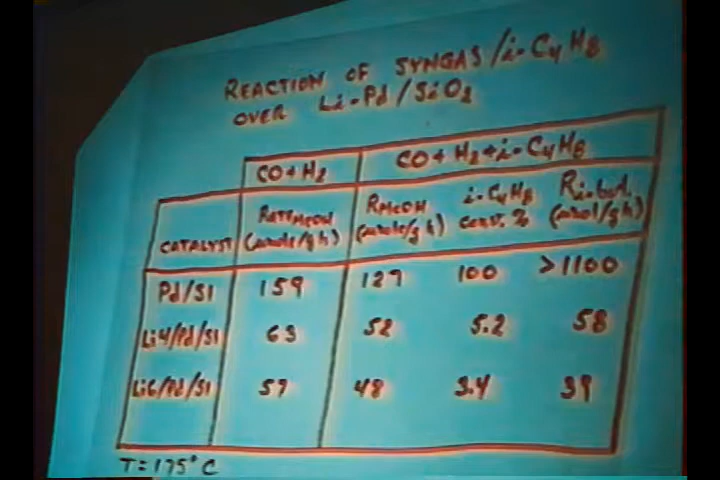 REACTION OF SYNGAS/i-C4H8
OVER Li-Pd/SiO2
CO+H2 CO+H2+i-C4H8
CATALYST RMeOH i-C4H8 Ri-but.
(µmole/g h) (µmole/g h) conv. % (µmol/g h)
Pd/Si 159 127 100 >1100
Li4/Pd/Si 63 52 5.2 58
Li6/Pd/Si 57 48 3.4 39
T=175°C